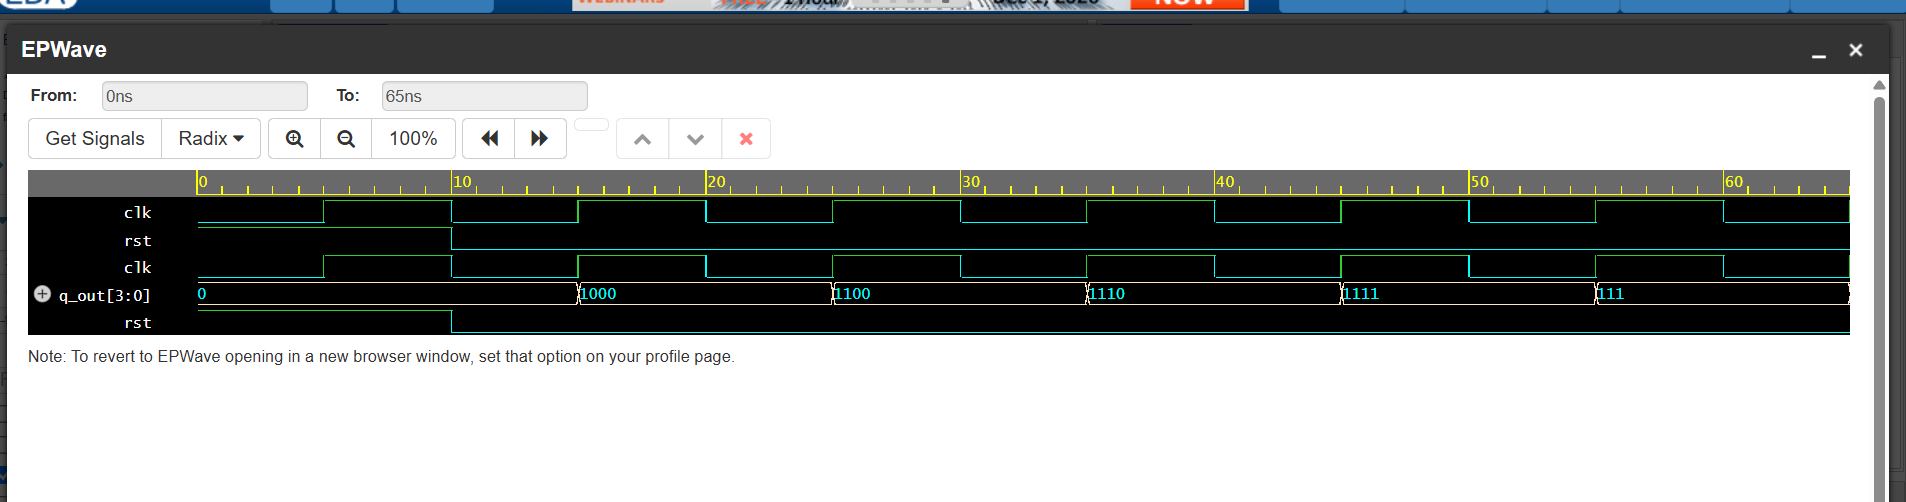 EPWave
From: 0ns To: 65ns
Get Signals Radix 100%
0 10 20 30 40 50 60
clk
rst
clk
q_out[3:0] 0 1000 1100 1110 1111 111
rst
Note: To revert to EPWave opening in a new browser window, set that option on your profile page.